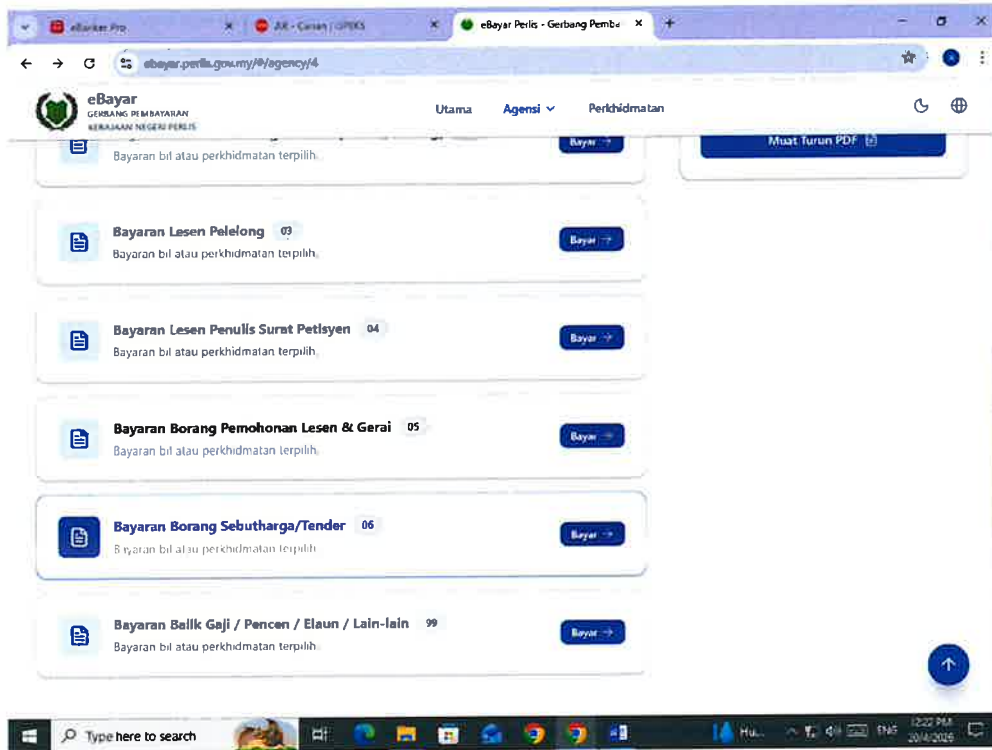 eBanker Pro
eBayar Perlis - Gerbang Pemba
ebayar.perlis.gov.my/#/agency/4
eBayar
GERBANG PEMBAYARAN
KERAJAAN NEGERI PERLIS
Utama
Agensi
Perkhidmatan
Bayaran bil atau perkhidmatan terpilih.
Bayar →
Muat Turun PDF
Bayaran Lesen Pelelong 03
Bayaran bil atau perkhidmatan terpilih.
Bayar →
Bayaran Lesen Penulis Surat Petisyen 04
Bayaran bil atau perkhidmatan terpilih.
Bayar →
Bayaran Borang Pemohonan Lesen & Gerai 05
Bayaran bil atau perkhidmatan terpilih.
Bayar →
Bayaran Borang Sebutharga/Tender 06
Bayaran bil atau perkhidmatan terpilih.
Bayar →
Bayaran Balik Gaji / Pencen / Elaun / Lain-lain 99
Bayaran bil atau perkhidmatan terpilih.
Bayar →
Type here to search
Hu...
ENG
12:22 PM
20/4/2026